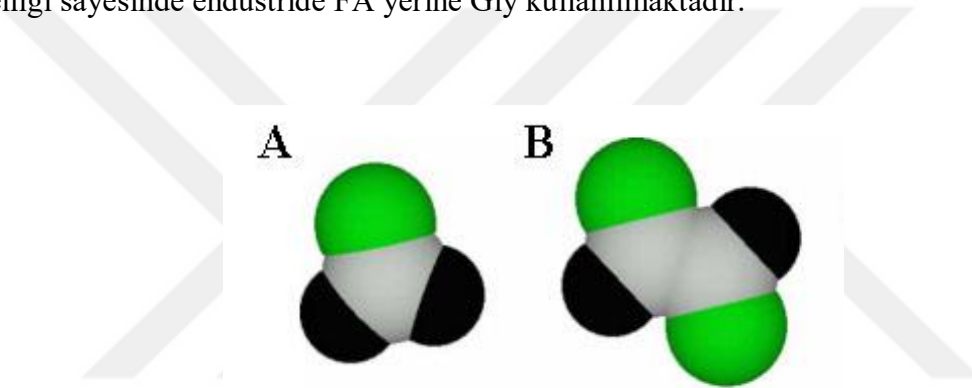 sayesinde endüstride FA yerine Gly kullanılmaktadır.
A B